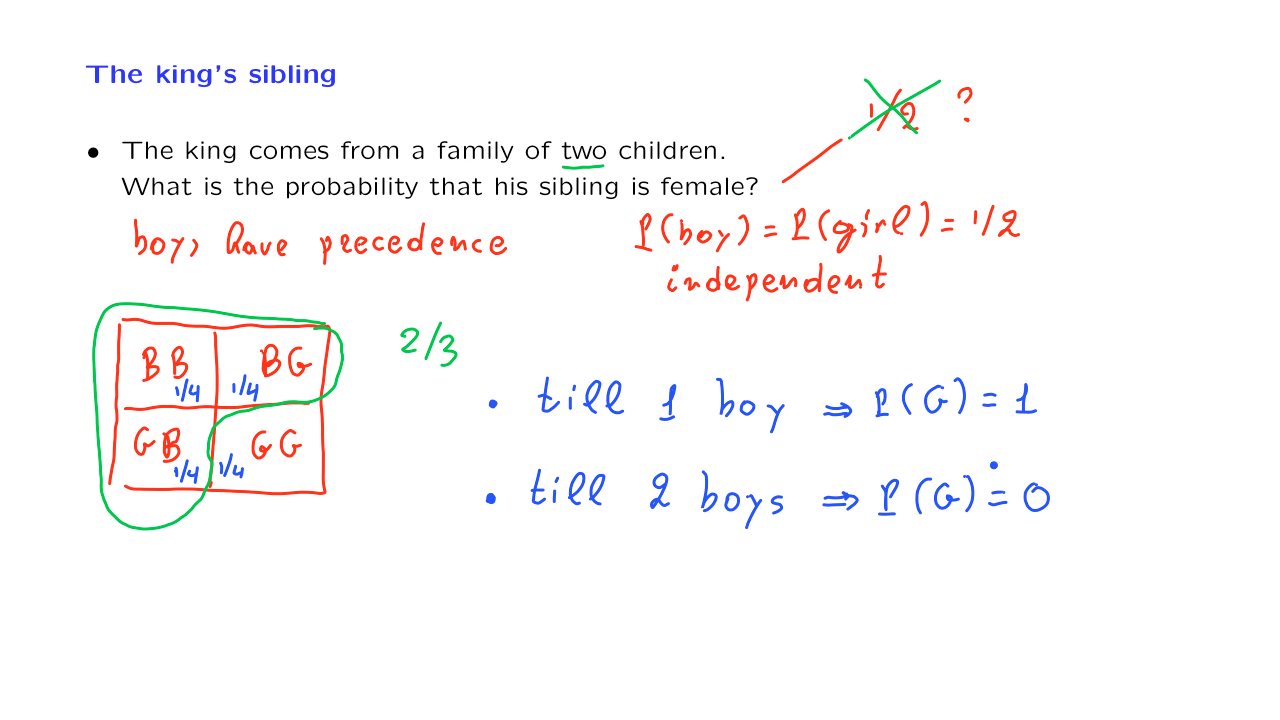 The king's sibling
1/2 ?
• The king comes from a family of two children.
What is the probability that his sibling is female?
boys have precedence
P(boy) = P(girl) = 1/2
independent
BB 1/4 BG 1/4
GB 1/4 GG 1/4
2/3
• till 1 boy ⇒ P(G) = 1
• till 2 boys ⇒ P(G) = 0